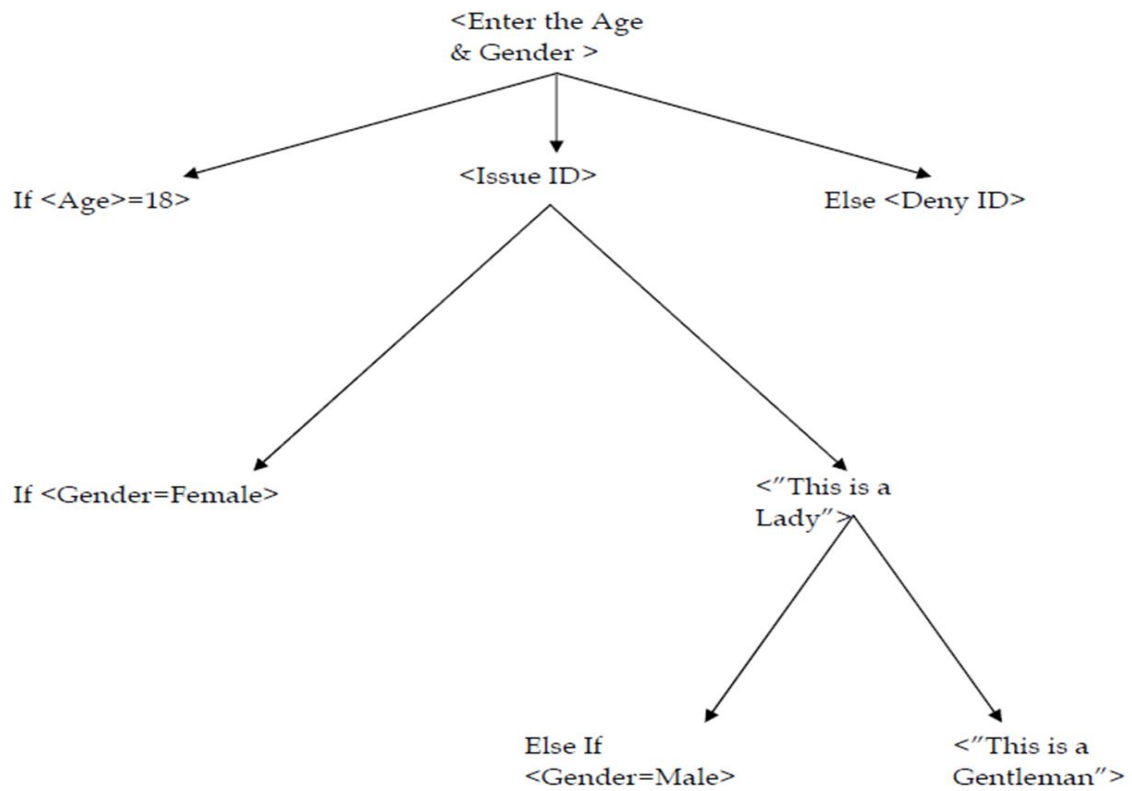 <Enter the Age
& Gender >
If <Age>=18>
<Issue ID>
Else <Deny ID>
If <Gender=Female>
<"This is a
Lady">
Else If
<Gender=Male>
<"This is a
Gentleman">